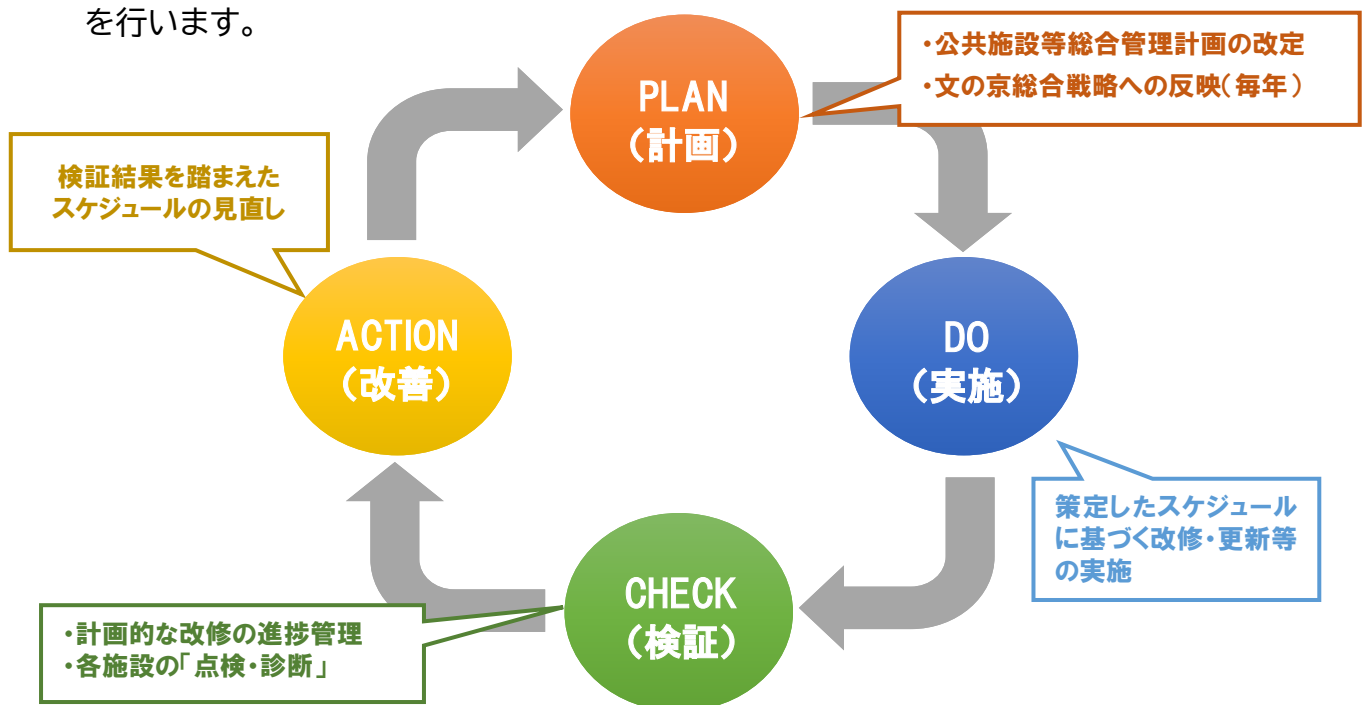 を行います。
PLAN
（計画）
・公共施設等総合管理計画の改定
・文の京総合戦略への反映（毎年）
DO
（実施）
策定したスケジュール
に基づく改修・更新等
の実施
CHECK
（検証）
・計画的な改修の進捗管理
・各施設の「点検・診断」
ACTION
（改善）
検証結果を踏まえた
スケジュールの見直し